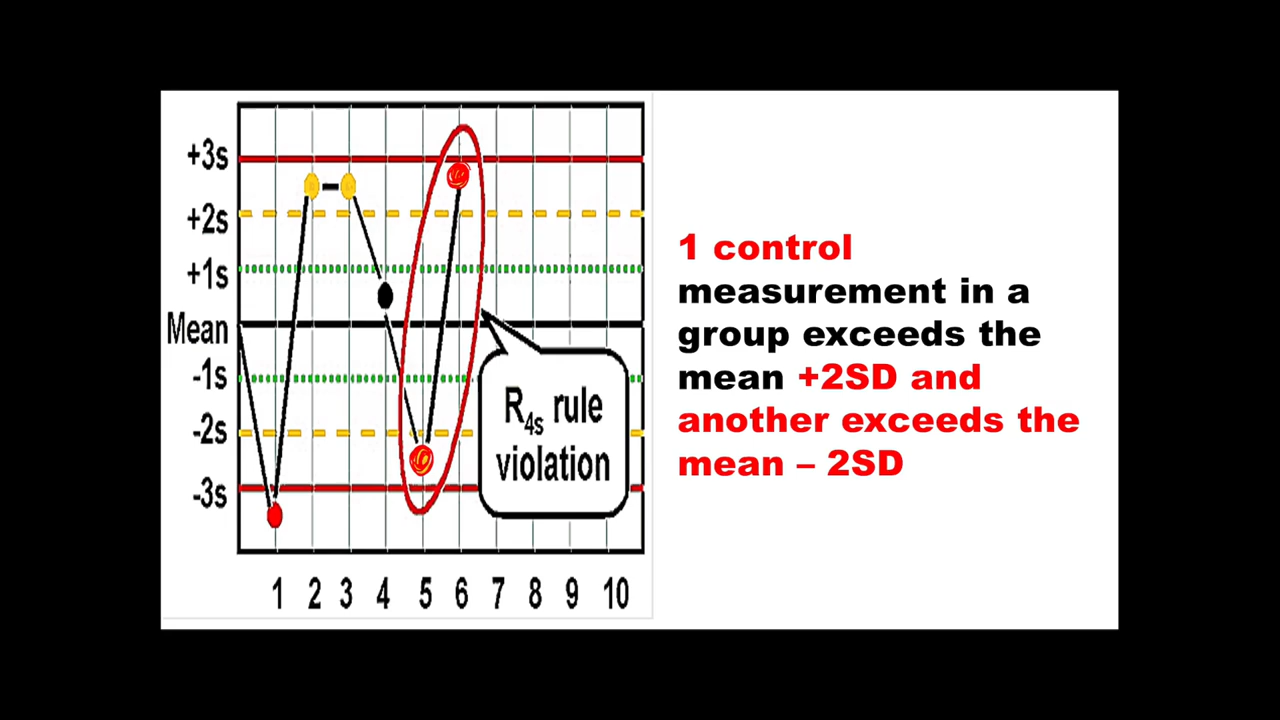 +3s
+2s
+1s
Mean
-1s
-2s
-3s
R4s rule
violation
1 2 3 4 5 6 7 8 9 10
1 control
measurement in a
group exceeds the
mean +2SD and
another exceeds the
mean – 2SD